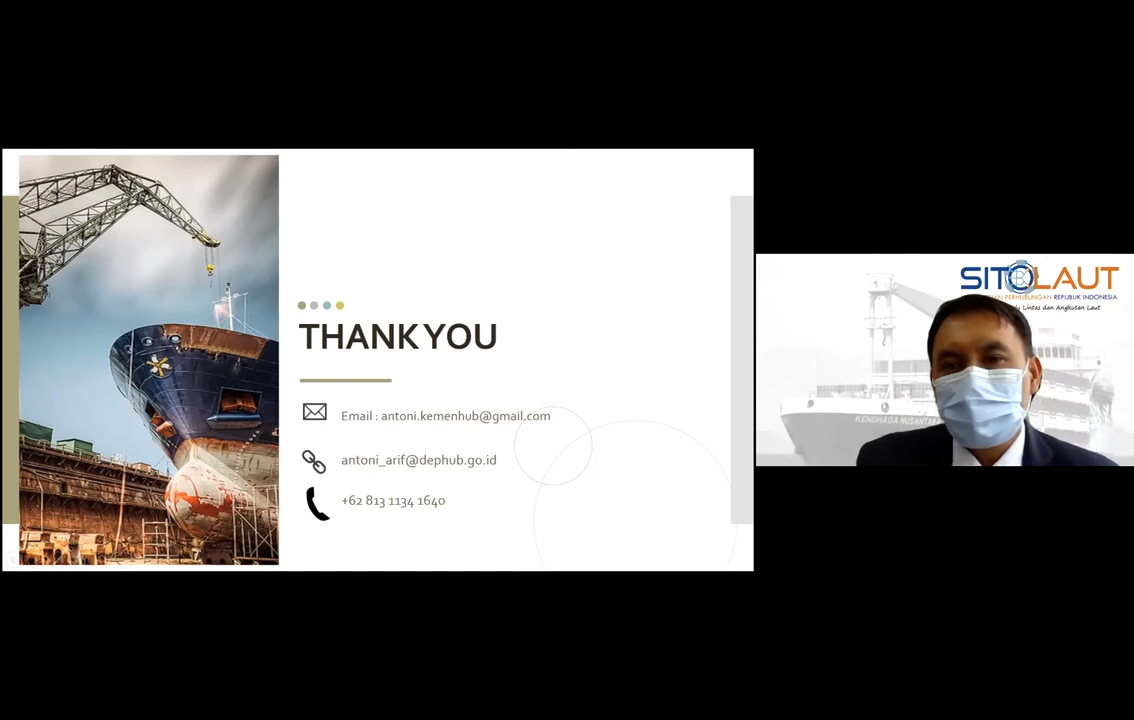 THANK YOU
Email : antoni.kemenhub@gmail.com
antoni_arif@dephub.go.id
+62 813 1134 1640
SITOLAUT
PERHUBUNGAN REPUBLIK INDONESIA
Lintas dan Angkutan Laut
KENDHAGA NUSANTARA